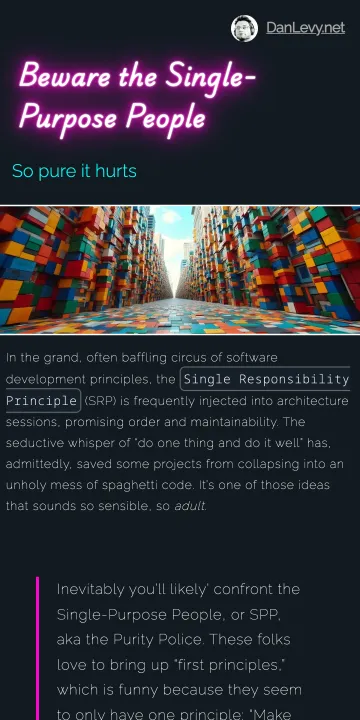 DanLevy.net
Beware the Single-
Purpose People
So pure it hurts
In the grand, often baffling circus of software
development principles, the Single Responsibility
Principle (SRP) is frequently injected into architecture
sessions, promising order and maintainability. The
seductive whisper of "do one thing and do it well" has,
admittedly, saved some projects from collapsing into an
unholy mess of spaghetti code. It's one of those ideas
that sounds so sensible, so adult.
Inevitably you'll likely' confront the
Single-Purpose People, or SPP,
aka the Purity Police. These folks
love to bring up "first principles,"
which is funny because they seem
to only have one principle: "Make